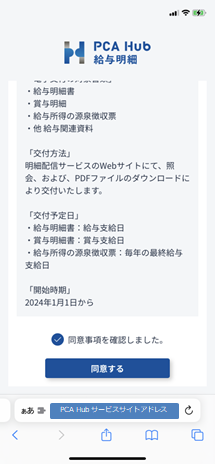 PCA Hub
給与明細
・給与明細書
・賞与明細
・給与所得の源泉徴収票
・他 給与関連資料
「交付方法」
明細配信サービスのWebサイトにて、照
会、および、PDFファイルのダウンロードに
より交付いたします。
「交付予定日」
・給与明細書：給与支給日
・賞与明細書：賞与支給日
・給与所得の源泉徴収票：毎年の最終給与
支給日
「開始時期」
2024年1月1日から
同意事項を確認しました。
同意する
ぁあ PCA Hub サービスサイトアドレス